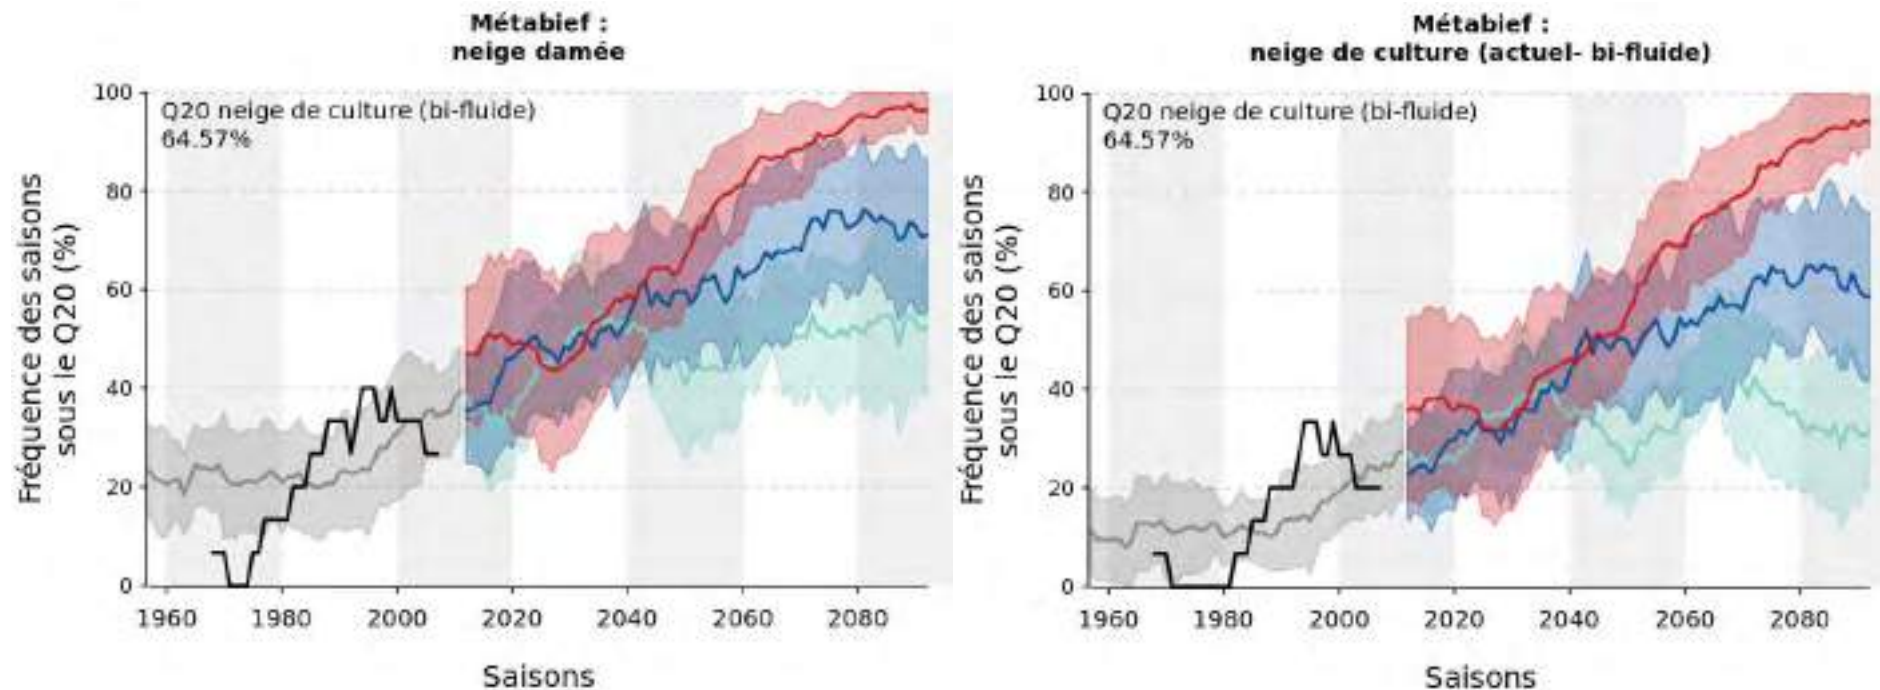 Métabief :
neige damée
Fréquence des saisons
sous le Q20 (%)
100
80
60
40
20
0
Q20 neige de culture (bi-fluide)
64.57%
1960 1980 2000 2020 2040 2060 2080
Saisons
Métabief :
neige de culture (actuel- bi-fluide)
Fréquence des saisons
sous le Q20 (%)
100
80
60
40
20
0
Q20 neige de culture (bi-fluide)
64.57%
1960 1980 2000 2020 2040 2060 2080
Saisons